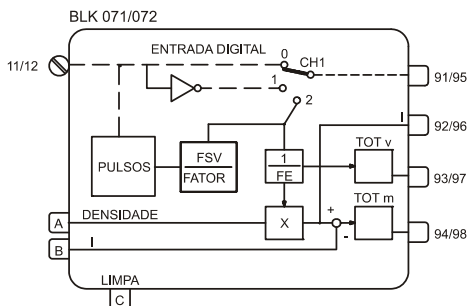 BLK 071/072
ENTRADA DIGITAL
0
CH1
11/12
91/95
1
2
I
92/96
TOT v
PULSOS
FSV
FATOR
1
FE
93/97
TOT m
A
DENSIDADE
X
+
-
94/98
B
I
LIMPA
C